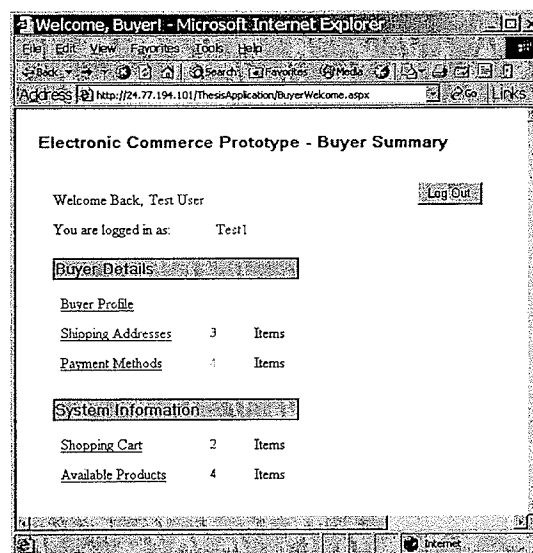 Welcome, Buyer! - Microsoft Internet Explorer
File Edit View Favorites Tools Help
Back Search Favorites Media
Address http://24.77.194.101/ThesisApplication/BuyerWelcome.aspx Go Links
Electronic Commerce Prototype - Buyer Summary
Welcome Back, Test User Log Out
You are logged in as: Test1
Buyer Details
Buyer Profile
Shipping Addresses 3 Items
Payment Methods 4 Items
System Information
Shopping Cart 2 Items
Available Products 4 Items
Internet